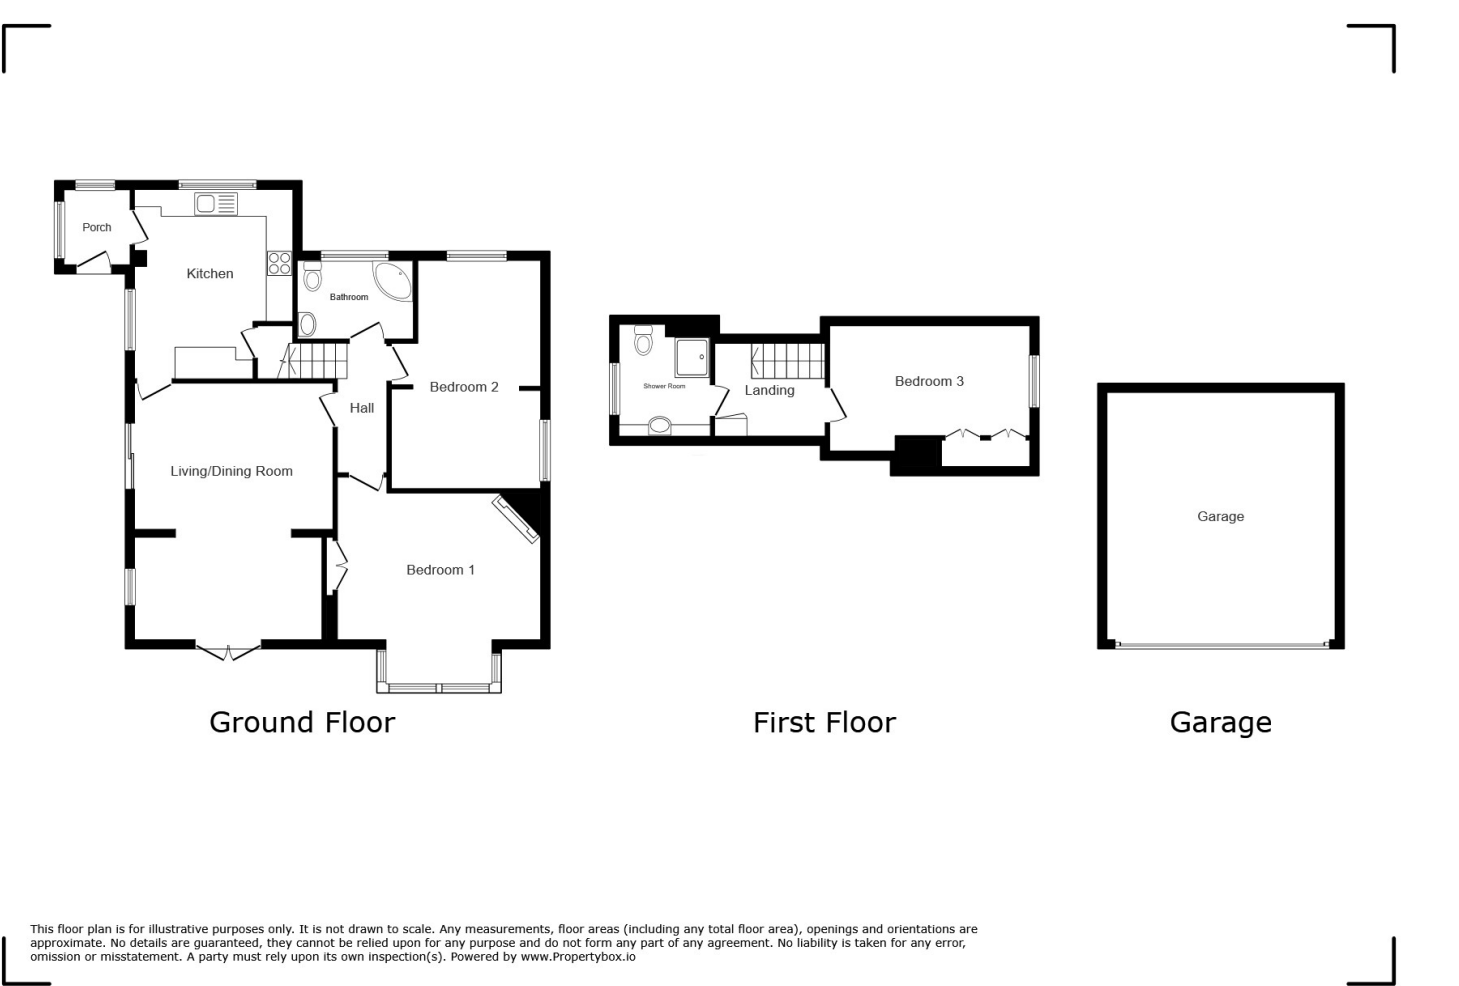 Porch
Kitchen
Bathroom
Bedroom 2
Hall
Living/Dining Room
Bedroom 1
Ground Floor
Shower Room
Landing
Bedroom 3
First Floor
Garage
Garage
This floor plan is for illustrative purposes only. It is not drawn to scale. Any measurements, floor areas (including any total floor area), openings and orientations are
approximate. No details are guaranteed, they cannot be relied upon for any purpose and do not form any part of any agreement. No liability is taken for any error,
omission or misstatement. A party must rely upon its own inspection(s). Powered by www.Propertybox.io